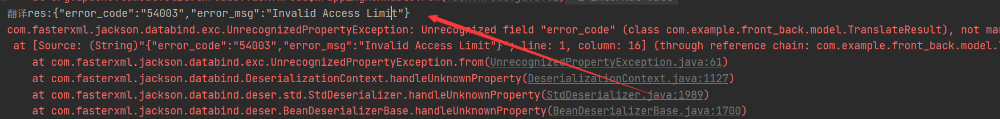 翻译res:{"error_code":"54003","error_msg":"Invalid Access Limit"}
com.fasterxml.jackson.databind.exc.UnrecognizedPropertyException: Unrecognized field "error_code" (class com.example.front_back.model.TranslateResult), not ma
at [Source: (String)"{"error_code":"54003","error_msg":"Invalid Access Limit"}"; line: 1, column: 16] (through reference chain: com.example.front_back.model.
at com.fasterxml.jackson.databind.exc.UnrecognizedPropertyException.from(UnrecognizedPropertyException.java:61)
at com.fasterxml.jackson.databind.DeserializationContext.handleUnknownProperty(DeserializationContext.java:1127)
at com.fasterxml.jackson.databind.deser.std.StdDeserializer.handleUnknownProperty(StdDeserializer.java:1989)
at com.fasterxml.jackson.databind.deser.BeanDeserializerBase.handleUnknownProperty(BeanDeserializerBase.java:1700)